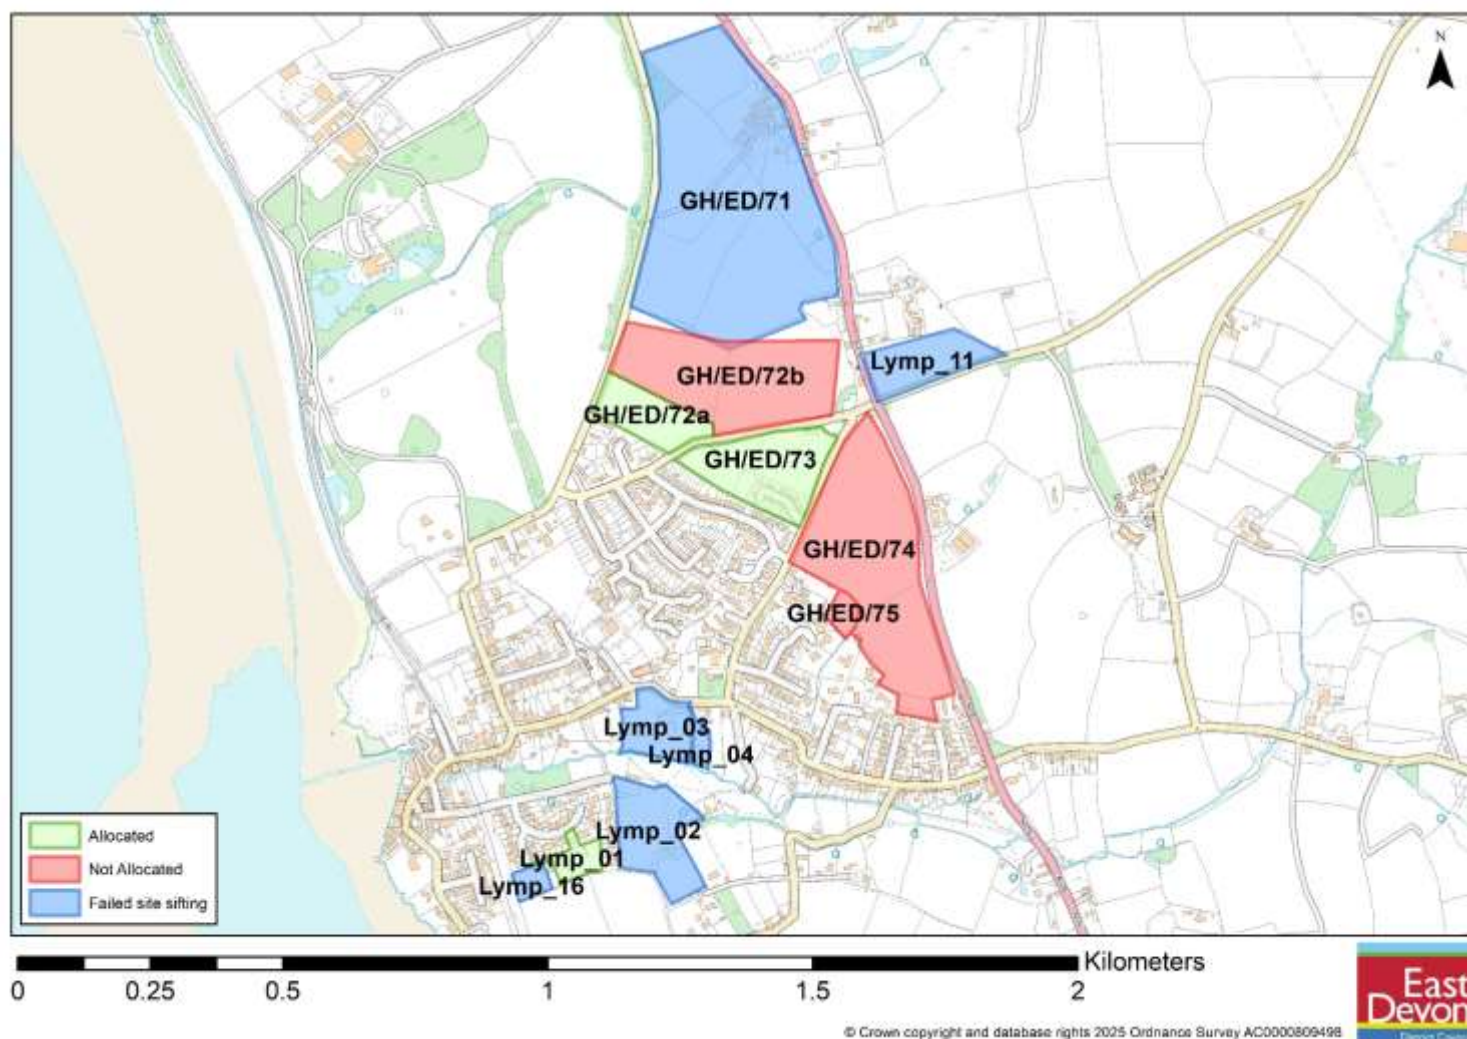 N
GH/ED/71
Lymp_11
GH/ED/72b
GH/ED/72a
GH/ED/73
GH/ED/74
GH/ED/75
Lymp_03
Lymp_04
Lymp_02
Lymp_01
Lymp_16
Allocated
Not Allocated
Failed site sifting
Kilometers
0 0.25 0.5 1 1.5 2
East
Devon
© Crown copyright and database rights 2025 Ordnance Survey AC0000809498